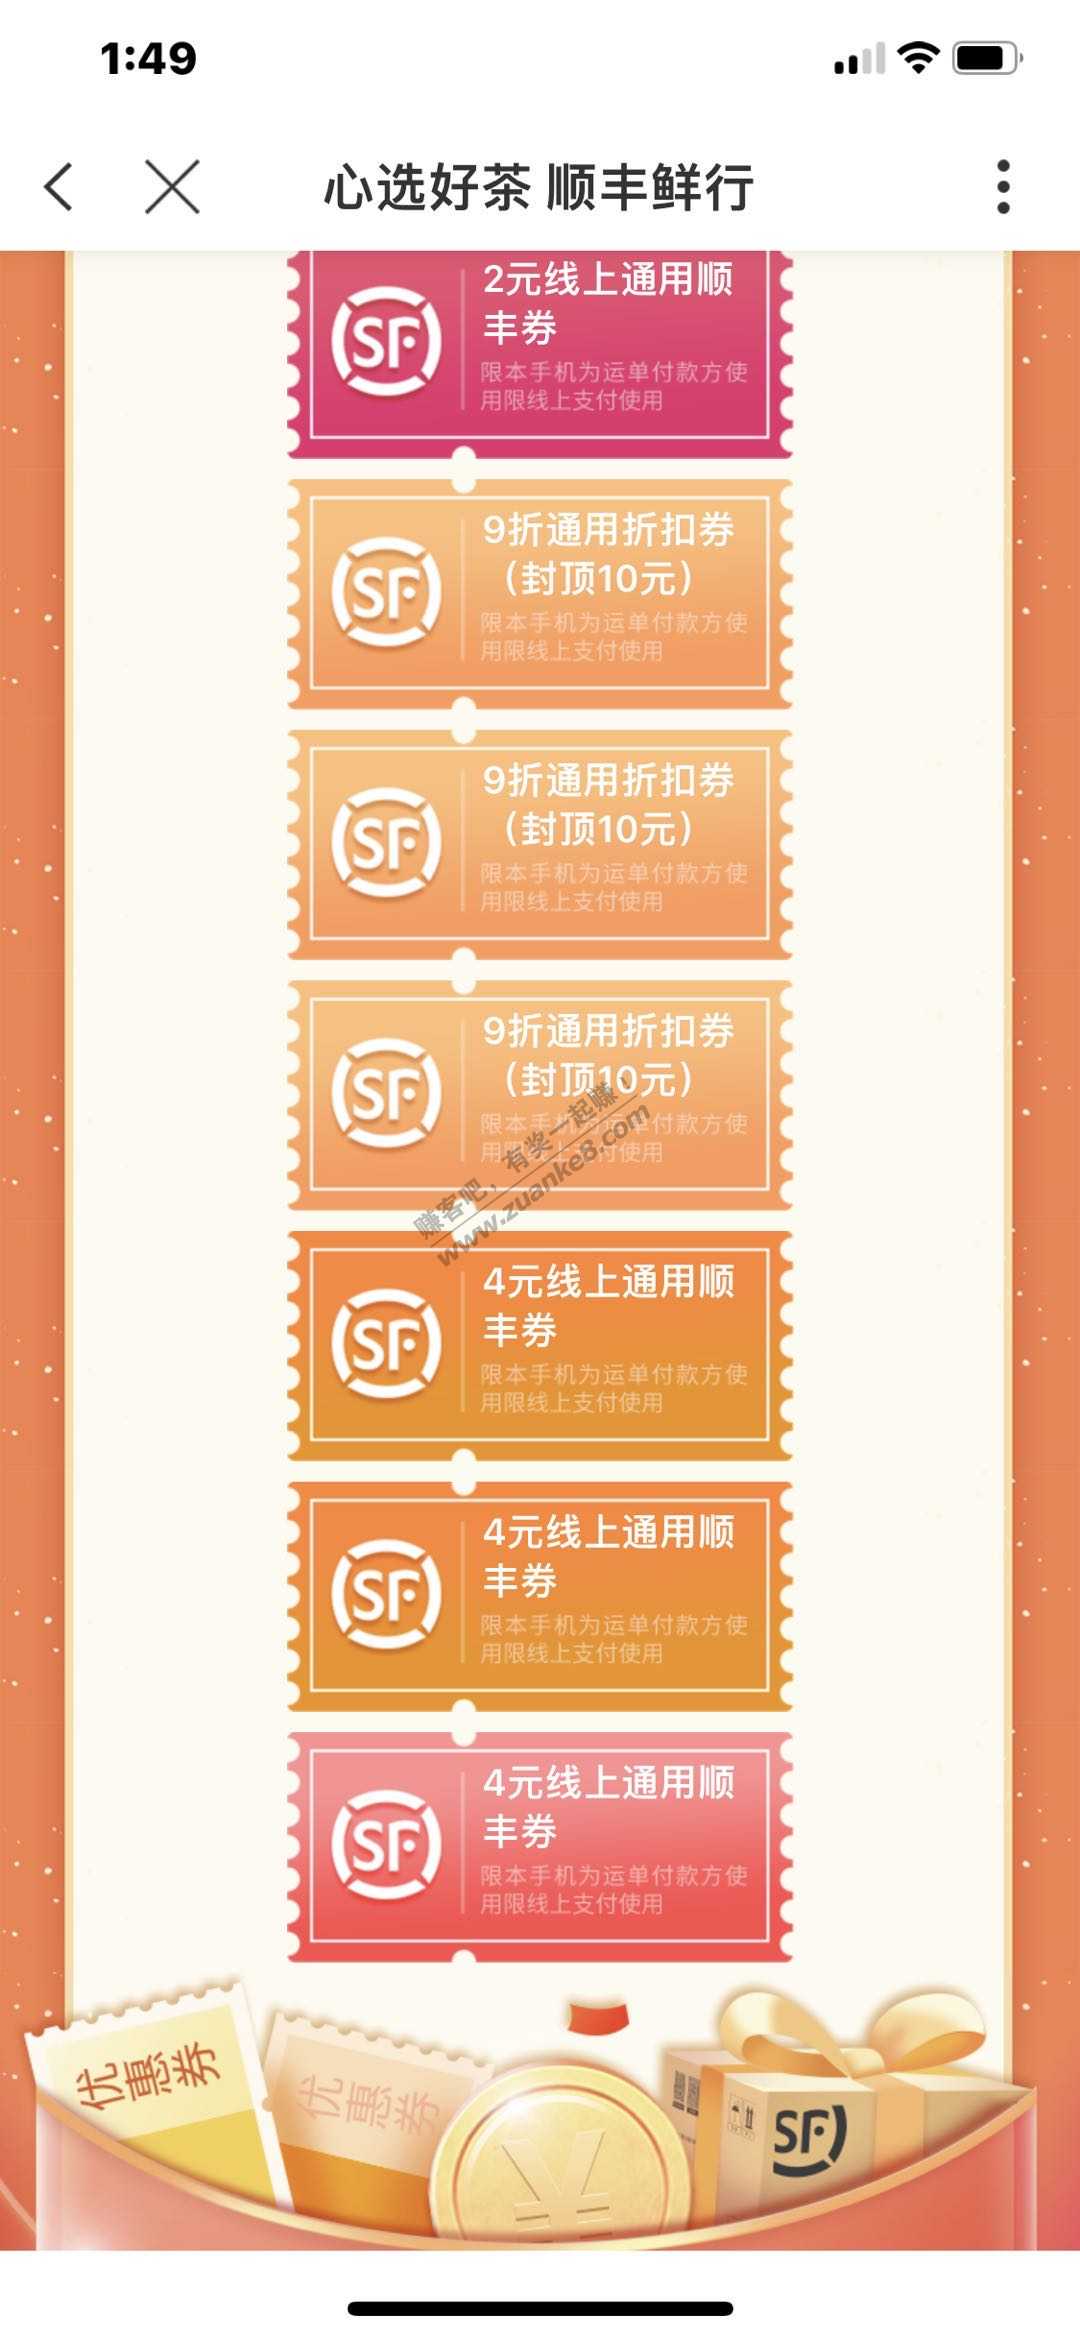 1:49
心选好茶 顺丰鲜行
2元线上通用顺
丰券
限本手机为运单付款方使
用限线上支付使用
SF
9折通用折扣券
（封顶10元）
限本手机为运单付款方使
用限线上支付使用
SF
9折通用折扣券
（封顶10元）
限本手机为运单付款方使
用限线上支付使用
SF
9折通用折扣券
（封顶10元）
限本手机为运单付款方使
用限线上支付使用
SF
赚客吧，有奖一起赚！
www.zuanke8.com
4元线上通用顺
丰券
限本手机为运单付款方使
用限线上支付使用
SF
4元线上通用顺
丰券
限本手机为运单付款方使
用限线上支付使用
SF
4元线上通用顺
丰券
限本手机为运单付款方使
用限线上支付使用
SF
优惠券
优惠券
¥
SF